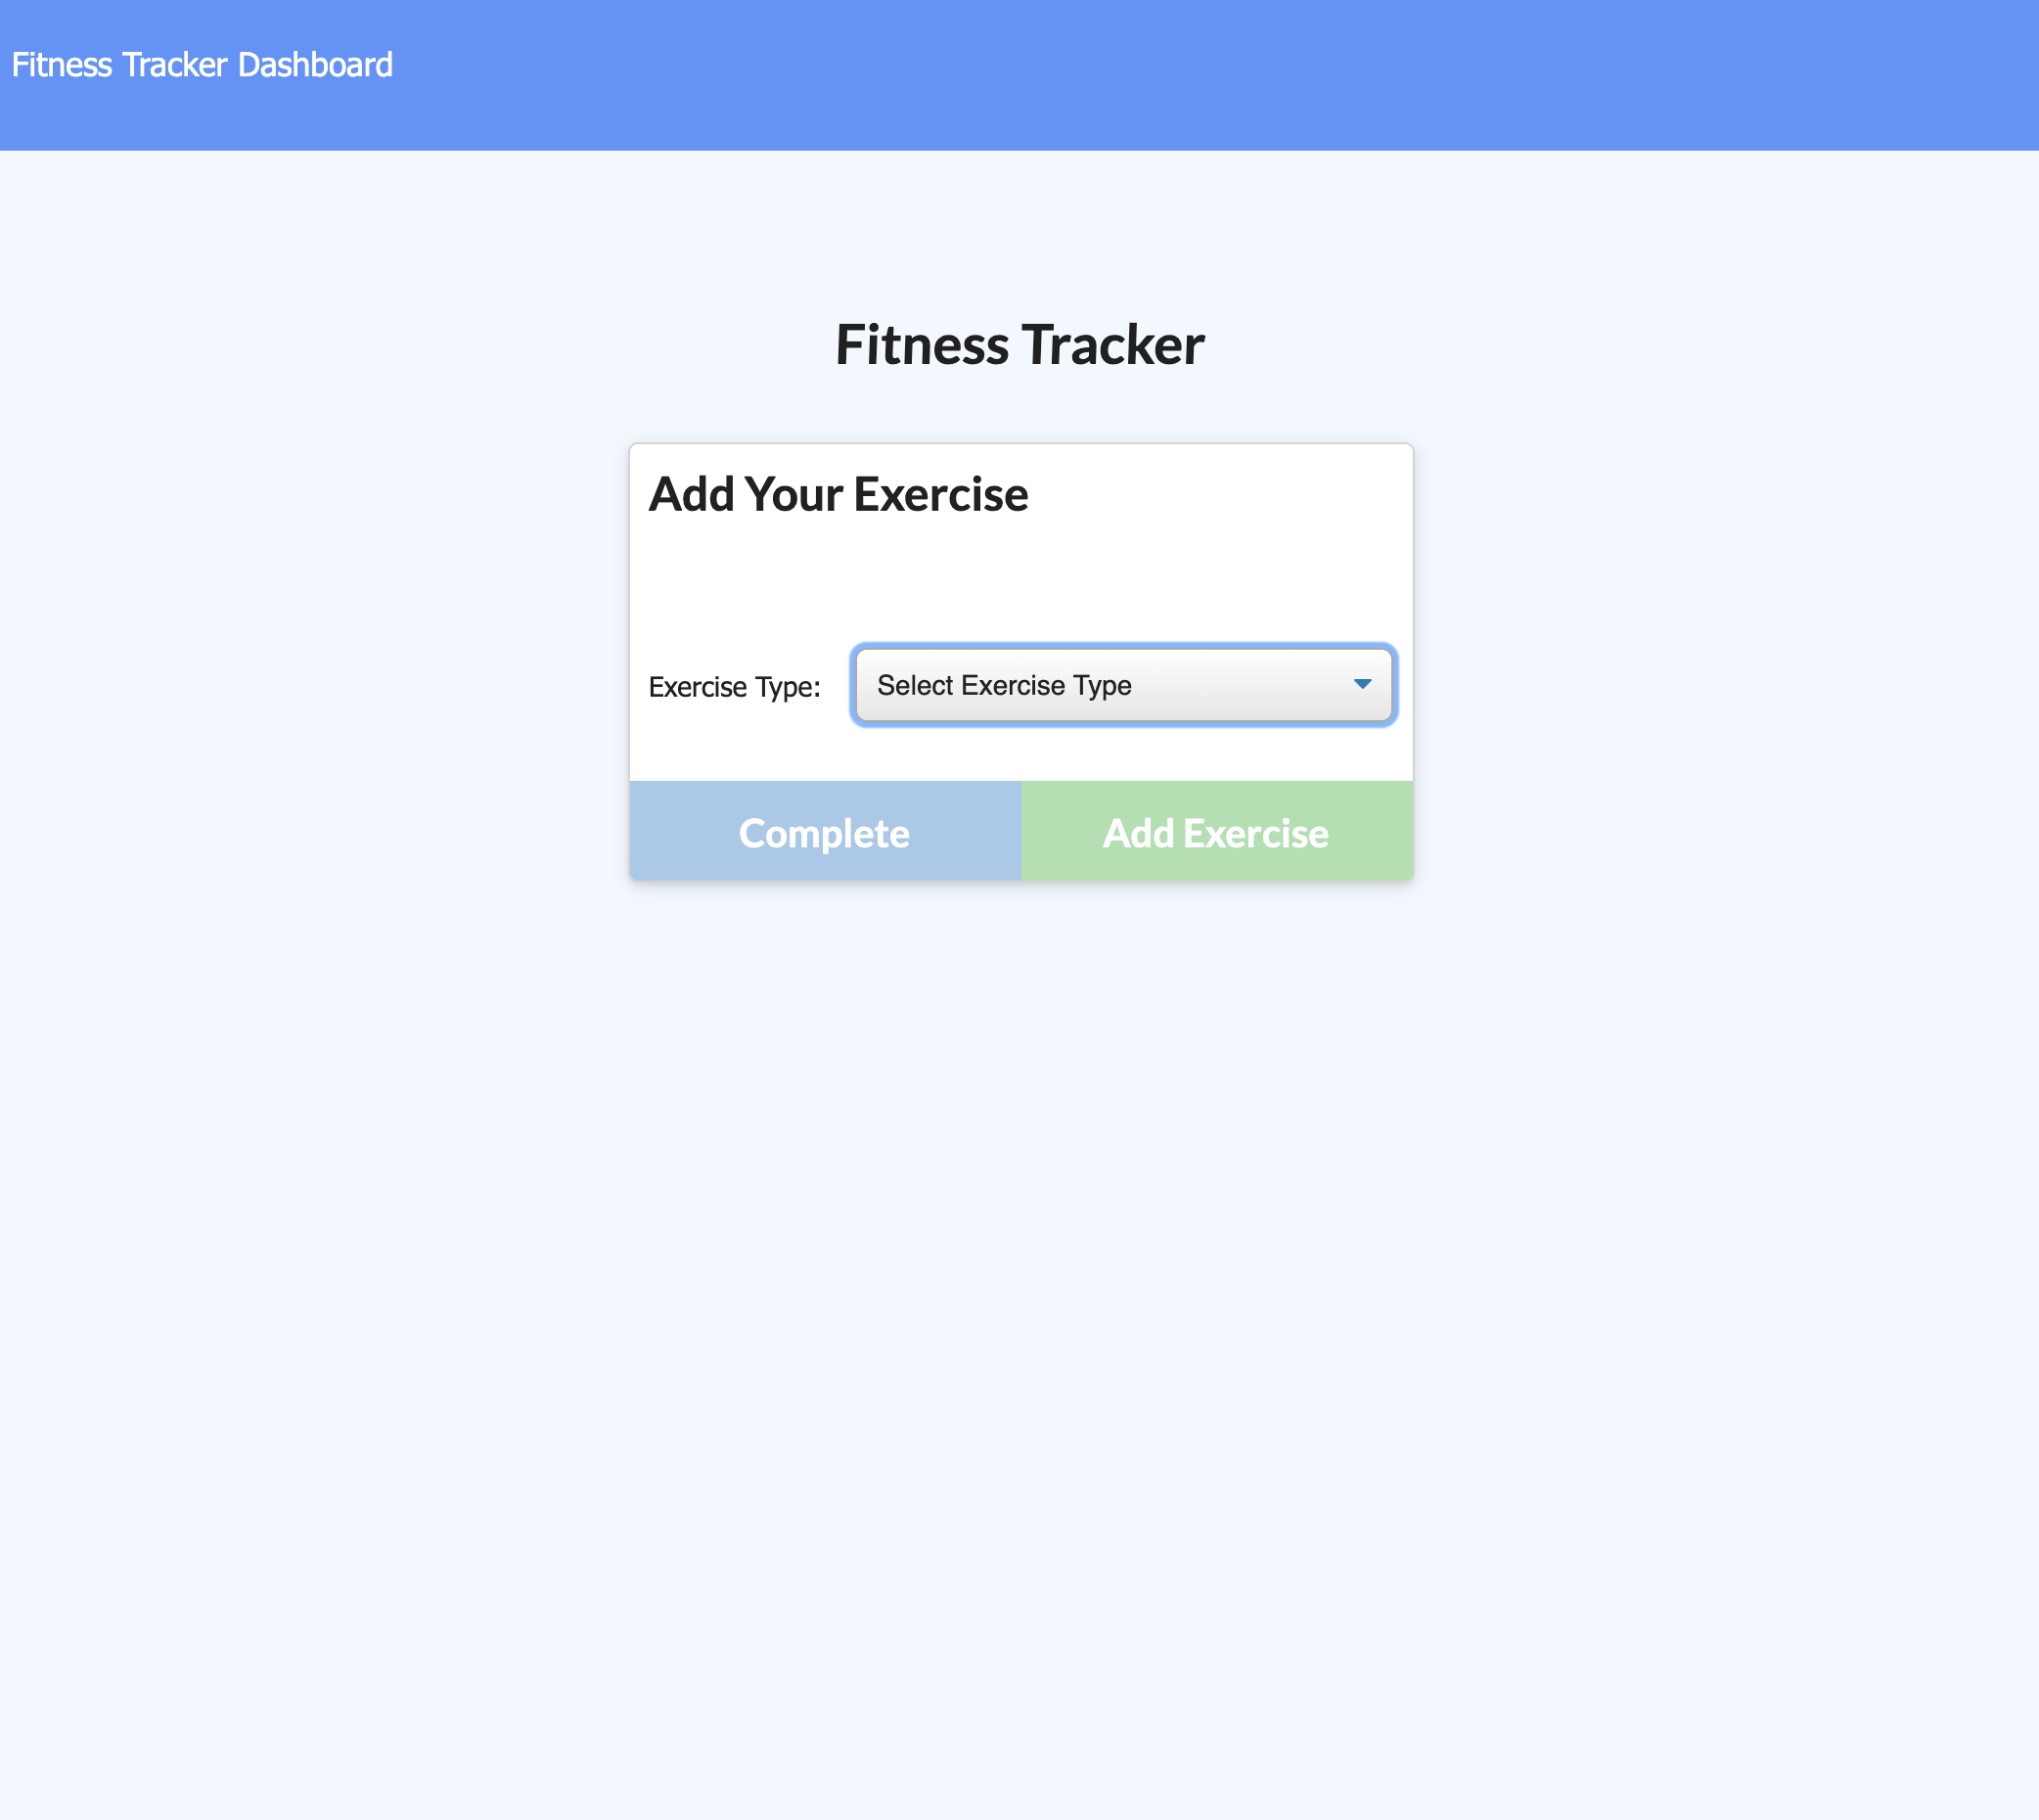 Fitness Tracker Dashboard
Fitness Tracker
Add Your Exercise
Exercise Type: Select Exercise Type
Complete Add Exercise